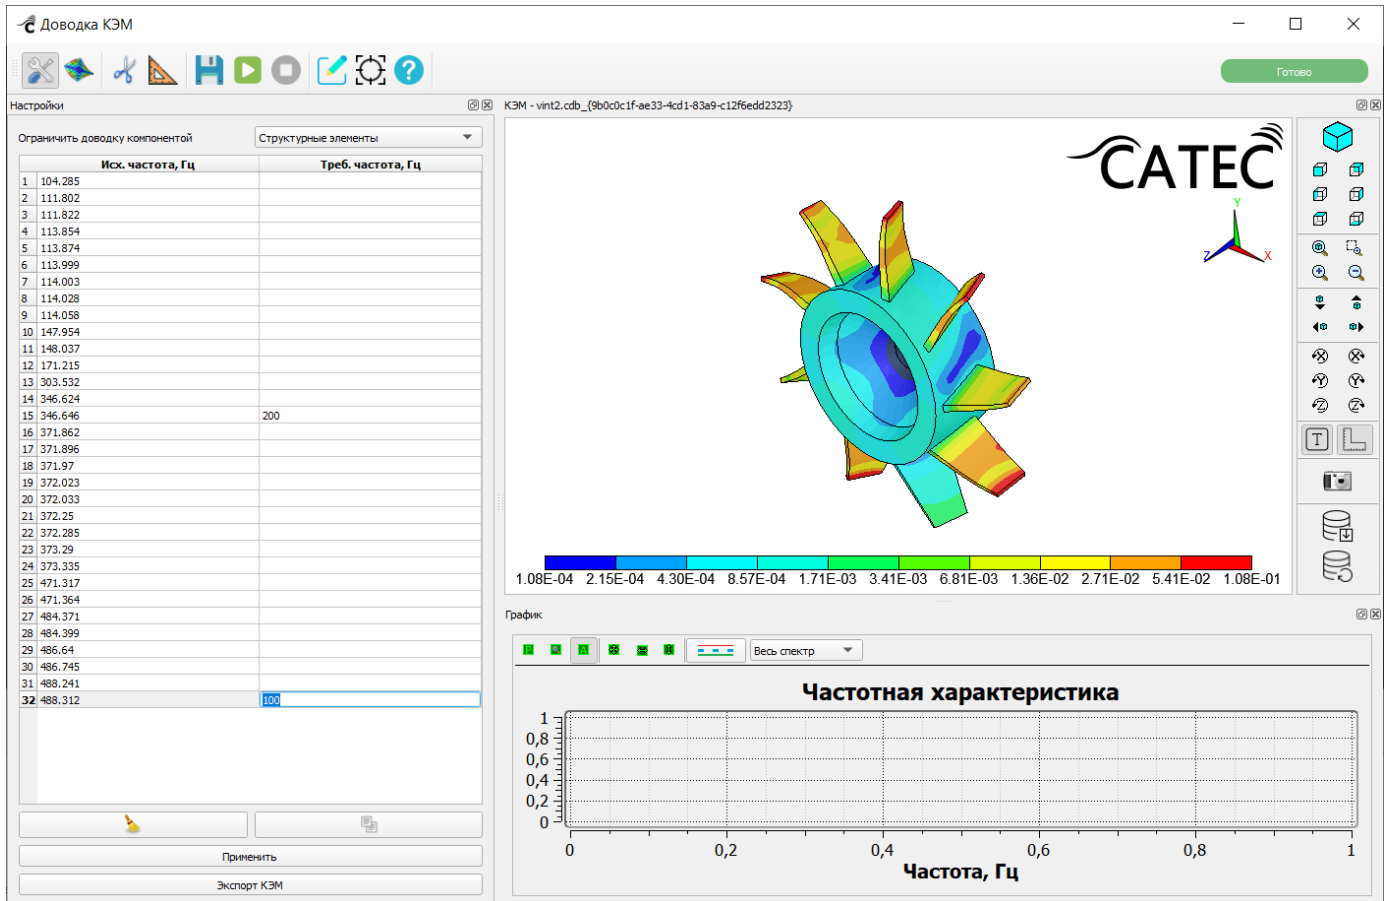 Доводка КЭМ
Готово
Настройки
Ограничить доводку компонентой
Структурные элементы
Исх. частота, Гц Треб. частота, Гц
1 104.285
2 111.802
3 111.822
4 113.854
5 113.874
6 113.999
7 114.003
8 114.028
9 114.058
10 147.954
11 148.037
12 171.215
13 303.532
14 346.624
15 346.646 200
16 371.862
17 371.896
18 371.97
19 372.023
20 372.033
21 372.25
22 372.285
23 373.29
24 373.335
25 471.317
26 471.364
27 484.371
28 484.399
29 486.64
30 486.745
31 488.241
32 488.312 100
Применить
Экспорт КЭМ
КЭМ - vint2.cdb_{9b0c0c1f-ae33-4cd1-83a9-c12f6edd2323}
CATEC
Y
Z
X
1.08E-04 2.15E-04 4.30E-04 8.57E-04 1.71E-03 3.41E-03 6.81E-03 1.36E-02 2.71E-02 5.41E-02 1.08E-01
X X
Y Y
Z Z
T
График
P A
Весь спектр
Частотная характеристика
1
0,8
0,6
0,4
0,2
0
0 0,2 0,4 0,6 0,8 1
Частота, Гц